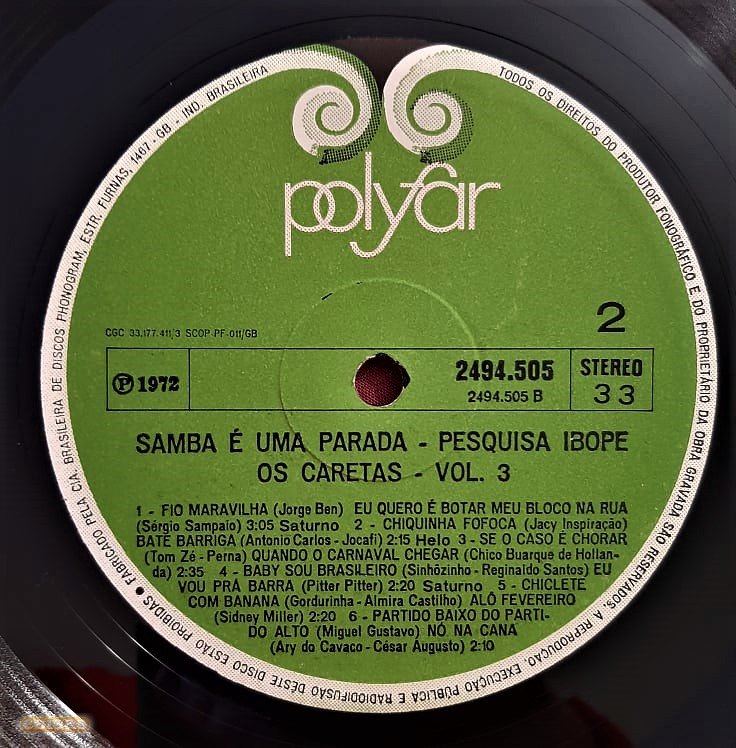 FABRICADO PELA CIA. BRASILEIRA DE DISCOS PHONOGRAM, ESTR. FURNAS, 1467 - GB - IND. BRASILEIRA
TODOS OS DIREITOS DO PRODUTOR FONOGRÁFICO E DO PROPRIETÁRIO DA OBRA GRAVADA SÃO RESERVADOS. A REPRODUÇÃO, EXECUÇÃO PÚBLICA E RADIODIFUSÃO DÊSTE DISCO ESTÃO PROIBIDAS •
polyfar
2
CGC 33.177.411/3 SCOP-PF-011/GB
Ⓟ 1972
2494.505
2494.505 B
STEREO
33
SAMBA É UMA PARADA - PESQUISA IBOPE
OS CARETAS - VOL. 3
1 - FIO MARAVILHA (Jorge Ben) EU QUERO É BOTAR MEU BLOCO NA RUA
(Sérgio Sampaio) 3:05 Saturno 2 - CHIQUINHA FOFOCA (Jacy Inspiração)
BATE BARRIGA (Antonio Carlos - Jocafi) 2:15 Helo 3 - SE O CASO É CHORAR
(Tom Zé - Perna) QUANDO O CARNAVAL CHEGAR (Chico Buarque de Hollan-
da) 2:35 4 - BABY SOU BRASILEIRO (Sinhôzinho - Reginaldo Santos) EU
VOU PRÁ BARRA (Pitter Pitter) 2:20 Saturno 5 - CHICLETE
COM BANANA (Gordurinha - Almira Castilho) ALÔ FEVEREIRO
(Sidney Miller) 2:20 6 - PARTIDO BAIXO DO PARTI-
DO ALTO (Miguel Gustavo) NÓ NA CANA
(Ary do Cavaco - César Augusto) 2:10